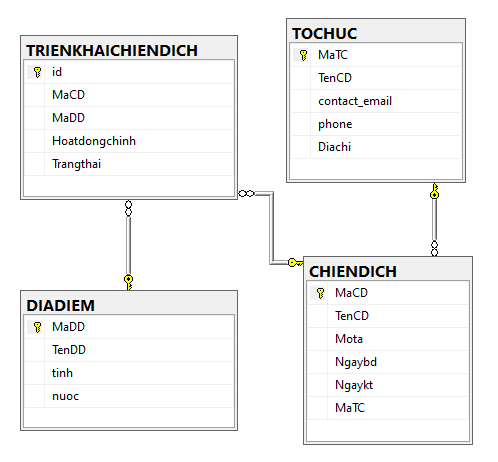 TRIENKHAICHIENDICH
id
MaCD
MaDD
Hoatdongchinh
Trangthai
TOCHUC
MaTC
TenCD
contact_email
phone
Diachi
DIADIEM
MaDD
TenDD
tinh
nuoc
CHIENDICH
MaCD
TenCD
Mota
Ngaybd
Ngaykt
MaTC